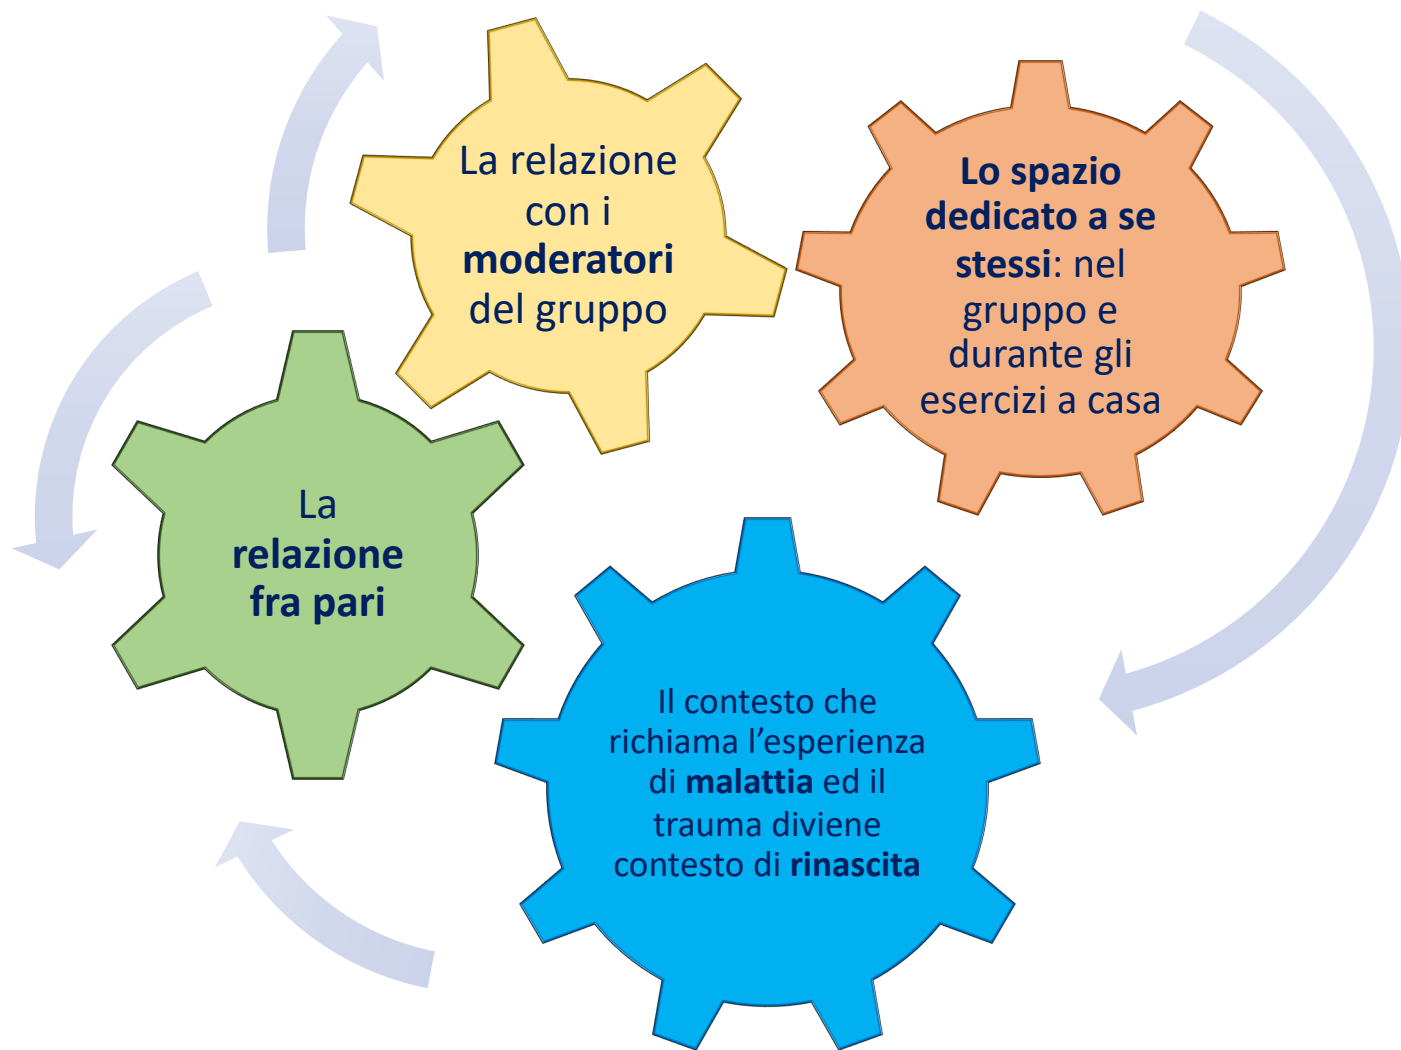 La relazione
con i
moderatori
del gruppo
Lo spazio
dedicato a se
stessi: nel
gruppo e
durante gli
esercizi a casa
La
relazione
fra pari
Il contesto che
richiama l’esperienza
di malattia ed il
trauma diviene
contesto di rinascita